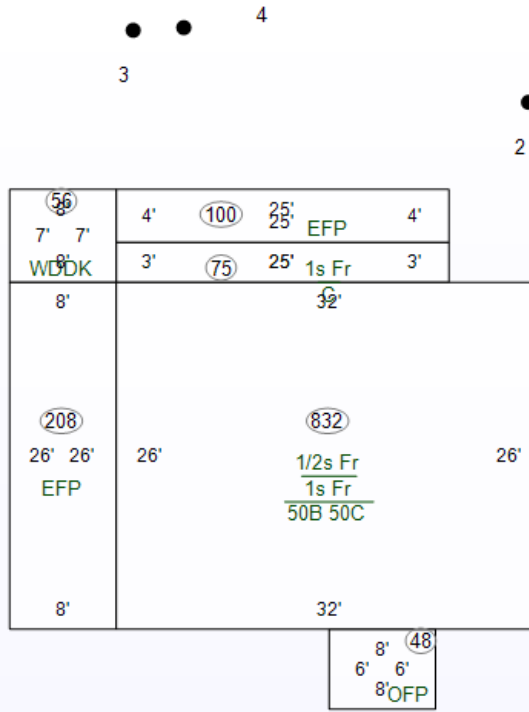 4
3
2
56
8'
7' 7'
8'
WDDK
4' 100 25' 4'
25'
EFP
3' 75 25' 1s Fr 3'
C
8' 32'
208 832
26' 26' 26' 26'
EFP
1/2s Fr
1s Fr
50B 50C
8' 32'
48
8'
6' 6'
8'
OFP